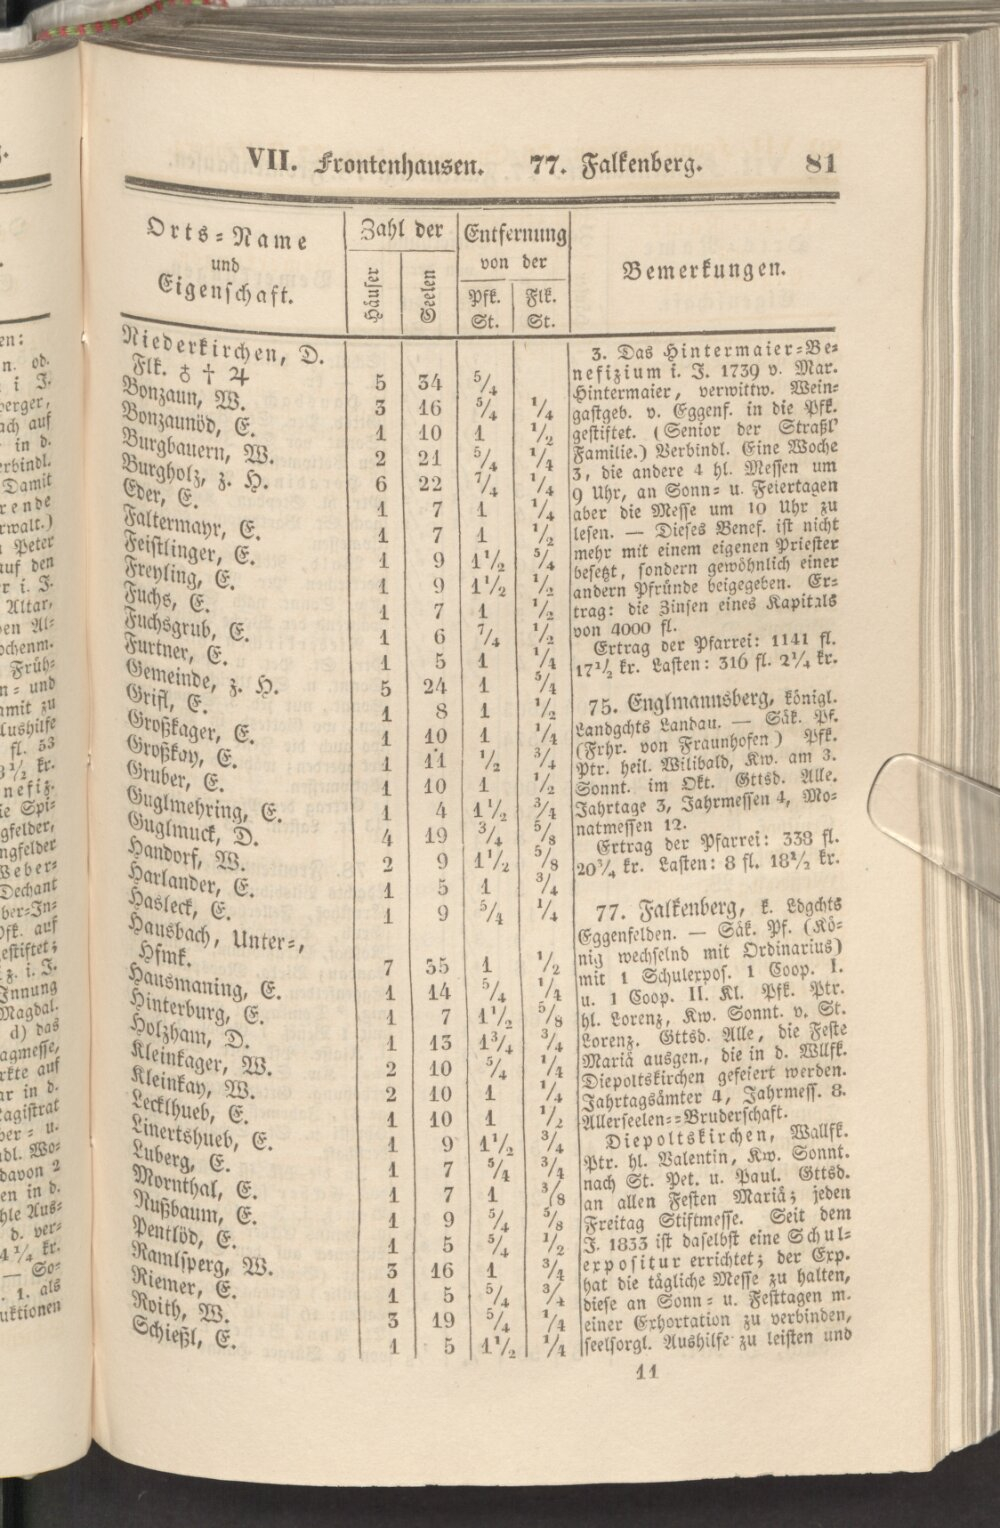 VII. Frontenhausen. 77. Falkenberg. 81
Orts=Name
und
Eigenschaft.
Zahl der
Häuser
Seelen
Entfernung
von der
Pfk. St.
Flk. St.
Bemerkungen.
Niederkirchen, D.
Flk. ♁ † ♃ 5 34 5/4
Bonzaun, W. 3 16 5/4 1/4
Bonzaunöd, E. 1 10 1 1/2
Burgbauern, W. 2 21 5/4 1/4
Burgholz, z. H. 6 22 7/4 1/4
Eder, E. 1 7 1 1/4
Faltermayr, E. 1 7 1 1/2
Feistlinger, E. 1 9 1 1/2 5/4
Freyling, E. 1 9 1 1/2 1/2
Fuchs, E. 1 7 1 1/2
Fuchsgrub, E. 1 6 7/4 1/2
Furtner, E. 1 5 1 1/4
Gemeinde, z. H. 5 24 1 5/4
Grifl, E. 1 8 1 1/2
Großkager, E. 1 10 1 1/4
Großkay, E. 1 11 1/2 3/4
Gruber, E. 1 10 1 1/2
Guglmehring, E. 1 4 1 1/2 3/4
Guglmuck, D. 4 19 3/4 5/8
Handorf, W. 2 9 1 1/2 5/8
Harlander, E. 1 5 1 3/4
Hasleck, E. 1 9 5/4 1/4
Hausbach, Unter=,
Hfmk. 7 35 1 1/2
Hausmaning, E. 1 14 5/4 1/4
Hinterburg, E. 1 7 1 1/2 5/8
Holzham, D. 1 13 1 3/4 3/4
Kleinkager, W. 2 10 5/4 1/4
Kleinkay, W. 2 10 1 1/4
Lecklhueb, E. 1 10 1 1/2
Linertshueb, E. 1 9 1 1/2 3/4
Luberg, E. 1 7 5/4 3/4
Mornthal, E. 1 7 1 3/8
Nußbaum, E. 1 9 5/4 5/8
Pentlöd, E. 1 5 5/4 1/2
Ramlsperg, W. 3 16 1 3/4
Riemer, E. 1 5 5/4 3/4
Roith, W. 3 19 5/4 1/4
Schießl, E. 1 5 1 1/2 1/4
3. Das Hintermaier=Be=
nefizium i. J. 1739 v. Mar.
Hintermaier, verwittw. Wein=
gastgeb. v. Eggenf. in die Pfk.
gestiftet. (Senior der Straßl'
Familie.) Verbindl. Eine Woche
3, die andere 4 hl. Messen um
9 Uhr, an Sonn= u. Feiertagen
aber die Messe um 10 Uhr zu
lesen. — Dieses Benef. ist nicht
mehr mit einem eigenen Priester
besetzt, sondern gewöhnlich einer
andern Pfründe beigegeben. Er=
trag: die Zinsen eines Kapitals
von 4000 fl.
Ertrag der Pfarrei: 1141 fl.
17 1/2 kr. Lasten: 316 fl. 2 1/4 kr.
75. Englmannsberg, königl.
Landgchts Landau. — Säk. Pf.
(Frhr. von Fraunhofen) Pfk.
Ptr. heil. Wilibald, Kw. am 3.
Sonnt. im Okt. Gttsd. Alle.
Jahrtage 3, Jahrmessen 4, Mo=
natmessen 12.
Ertrag der Pfarrei: 338 fl.
20 3/4 kr. Lasten: 8 fl. 18 1/2 kr.
77. Falkenberg, k. Ldgchts
Eggenfelden. — Säk. Pf. (Kö=
nig wechselnd mit Ordinarius)
mit 1 Schulerpos. 1 Coop. I.
u. 1 Coop. II. Kl. Pfk. Ptr.
hl. Lorenz, Kw. Sonnt. v. St.
Lorenz. Gttsd. Alle, die Feste
Mariä ausgen., die in d. Wllfk.
Diepoltskirchen gefeiert werden.
Jahrtagsämter 4, Jahrmess. 8.
Allerseelen==Bruderschaft.
Diepoltskirchen, Wallfk.
Ptr. hl. Valentin, Kw. Sonnt.
nach St. Pet. u. Paul. Gttsd.
an allen Festen Mariä; jeden
Freitag Stiftmesse. Seit dem
J. 1833 ist daselbst eine Schul=
expositur errichtet; der Exp.
hat die tägliche Messe zu halten,
diese an Sonn= u. Festtagen m.
einer Exhortation zu verbinden,
seelsorgl. Aushilfe zu leisten und
11